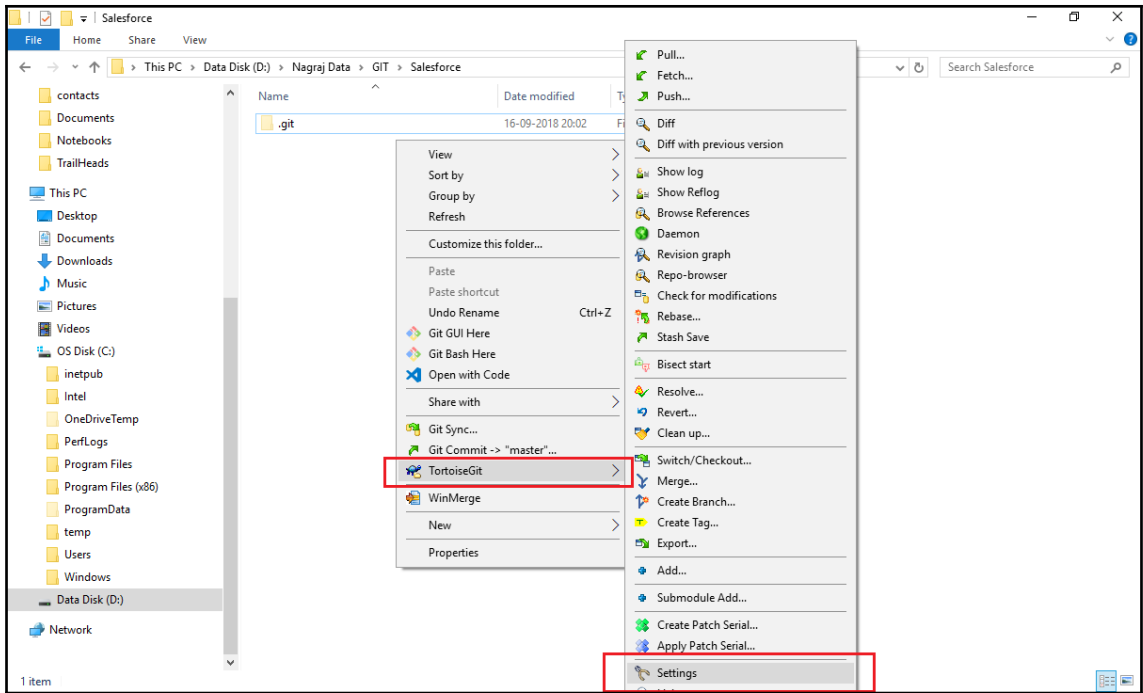 Salesforce
File Home Share View
This PC > Data Disk (D:) > Nagraj Data > GIT > Salesforce
Search Salesforce
contacts
Documents
Notebooks
TrailHeads
This PC
Desktop
Documents
Downloads
Music
Pictures
Videos
OS Disk (C:)
inetpub
Intel
OneDriveTemp
PerfLogs
Program Files
Program Files (x86)
ProgramData
temp
Users
Windows
Data Disk (D:)
Network
1 item
Name Date modified
.git 16-09-2018 20:02
View
Sort by
Group by
Refresh
Customize this folder...
Paste
Paste shortcut
Undo Rename Ctrl+Z
Git GUI Here
Git Bash Here
Open with Code
Share with
Git Sync...
Git Commit -> "master"...
TortoiseGit
WinMerge
New
Properties
Pull...
Fetch...
Push...
Diff
Diff with previous version
Show log
Show Reflog
Browse References
Daemon
Revision graph
Repo-browser
Check for modifications
Rebase...
Stash Save
Bisect start
Resolve...
Revert...
Clean up...
Switch/Checkout...
Merge...
Create Branch...
Create Tag...
Export...
Add...
Submodule Add...
Create Patch Serial...
Apply Patch Serial...
Settings